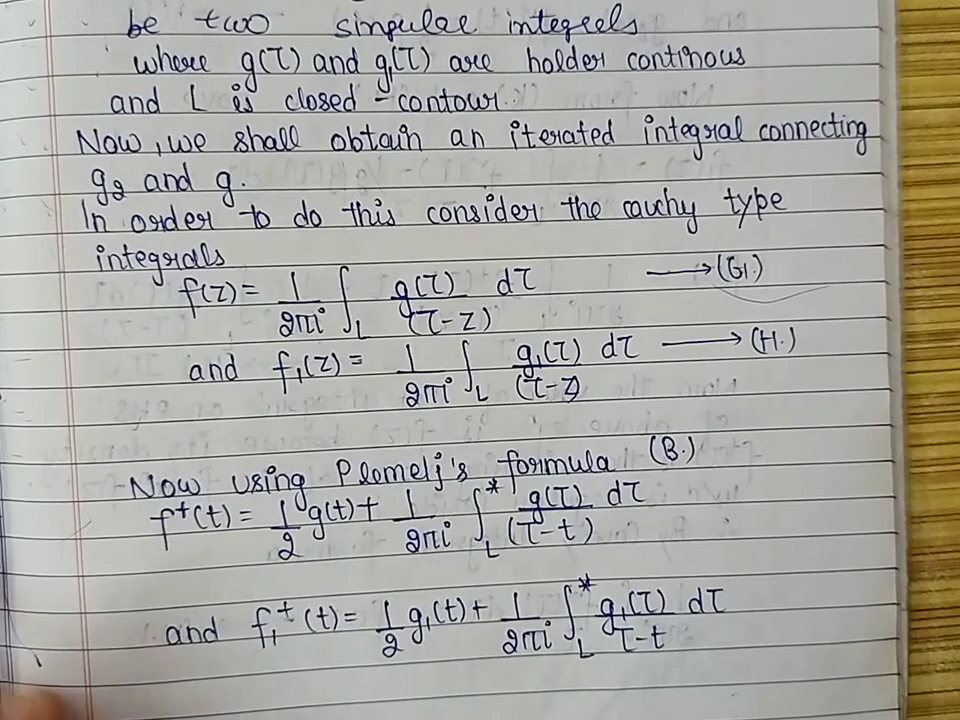 be two singular integrels
where g(τ) and g₁(τ) are holder continous
and L is closed - contour.
Now, we shall obtain an iterated integral connecting
g₂ and g.
In order to do this consider the cauchy type
integrals
f(z) = 1/2πi ∫_L g(τ)/(τ-z) dτ ⟶ (G.)
and f₁(z) = 1/2πi ∫_L g₁(τ)/(τ-z) dτ ⟶ (H.)
Now using Plomelj's formula (B.)
f⁺(t) = 1/2 g(t) + 1/2πi ∫*_L g(τ)/(τ-t) dτ
and f₁⁺(t) = 1/2 g₁(t) + 1/2πi ∫*_L g₁(τ)/τ-t dτ